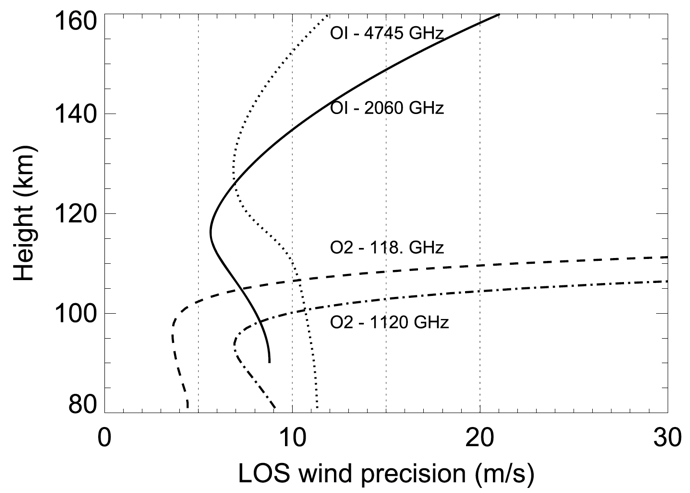 160
140
120
100
80
Height (km)
OI - 4745 GHz
OI - 2060 GHz
O2 - 118. GHz
O2 - 1120 GHz
0 10 20 30
LOS wind precision (m/s)